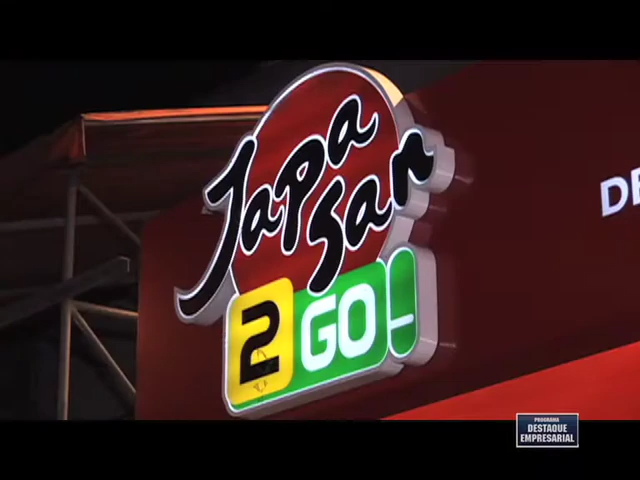 Japa
San
2 GO!
DE
PROGRAMA
DESTAQUE
EMPRESARIAL